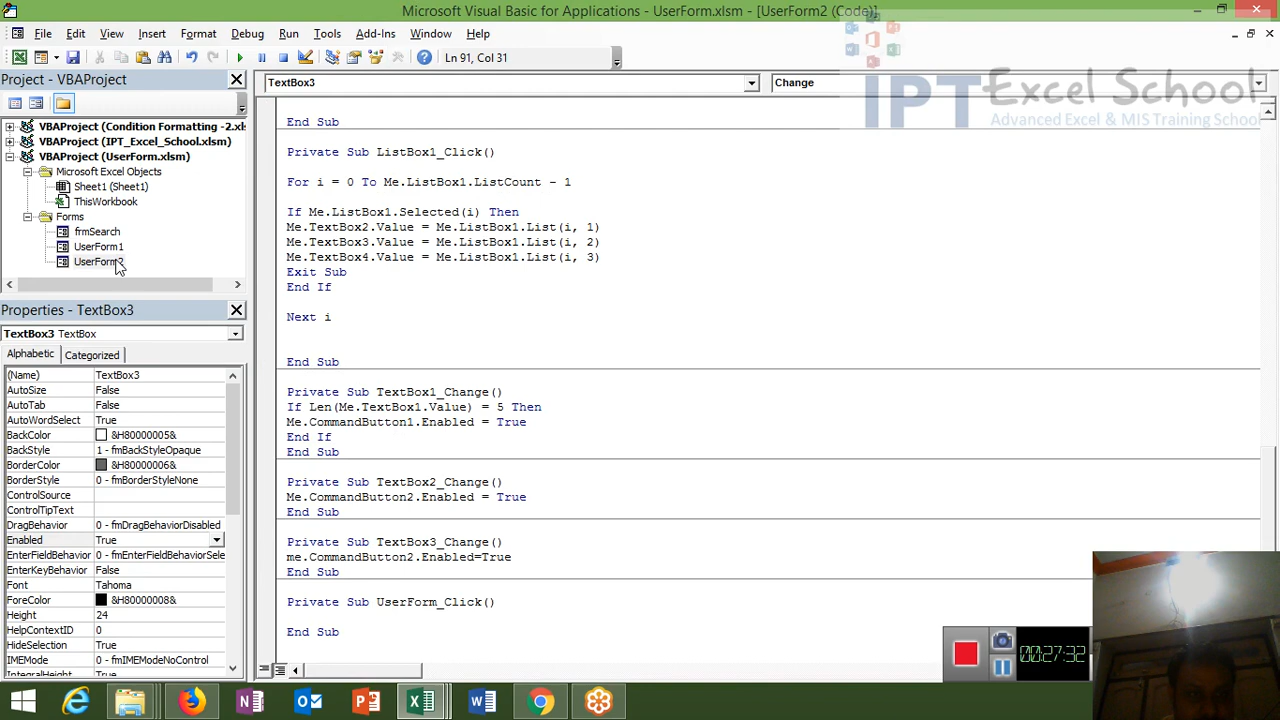 Microsoft Visual Basic for Applications - UserForm.xlsm - [UserForm2 (Code)]
File Edit View Insert Format Debug Run Tools Add-Ins Window Help
Ln 91, Col 31
IPT Excel School
Advanced Excel & MIS Training School
Project - VBAProject
VBAProject (Condition Formatting -2.xl
VBAProject (IPT_Excel_School.xlsm)
VBAProject (UserForm.xlsm)
Microsoft Excel Objects
Sheet1 (Sheet1)
ThisWorkbook
Forms
frmSearch
UserForm1
UserForm2
Properties - TextBox3
TextBox3 TextBox
Alphabetic Categorized
(Name) TextBox3
AutoSize False
AutoTab False
AutoWordSelect True
BackColor &H80000005&
BackStyle 1 - fmBackStyleOpaque
BorderColor &H80000006&
BorderStyle 0 - fmBorderStyleNone
ControlSource
ControlTipText
DragBehavior 0 - fmDragBehaviorDisabled
Enabled True
EnterFieldBehavior 0 - fmEnterFieldBehaviorSele
EnterKeyBehavior False
Font Tahoma
ForeColor &H80000008&
Height 24
HelpContextID 0
HideSelection True
IMEMode 0 - fmIMEModeNoControl
IntegralHeight True
TextBox3 Change
End Sub
Private Sub ListBox1_Click()
For i = 0 To Me.ListBox1.ListCount - 1
If Me.ListBox1.Selected(i) Then
Me.TextBox2.Value = Me.ListBox1.List(i, 1)
Me.TextBox3.Value = Me.ListBox1.List(i, 2)
Me.TextBox4.Value = Me.ListBox1.List(i, 3)
Exit Sub
End If
Next i
End Sub
Private Sub TextBox1_Change()
If Len(Me.TextBox1.Value) = 5 Then
Me.CommandButton1.Enabled = True
End If
End Sub
Private Sub TextBox2_Change()
Me.CommandButton2.Enabled = True
End Sub
Private Sub TextBox3_Change()
me.CommandButton2.Enabled=True
End Sub
Private Sub UserForm_Click()
End Sub
00:27:32